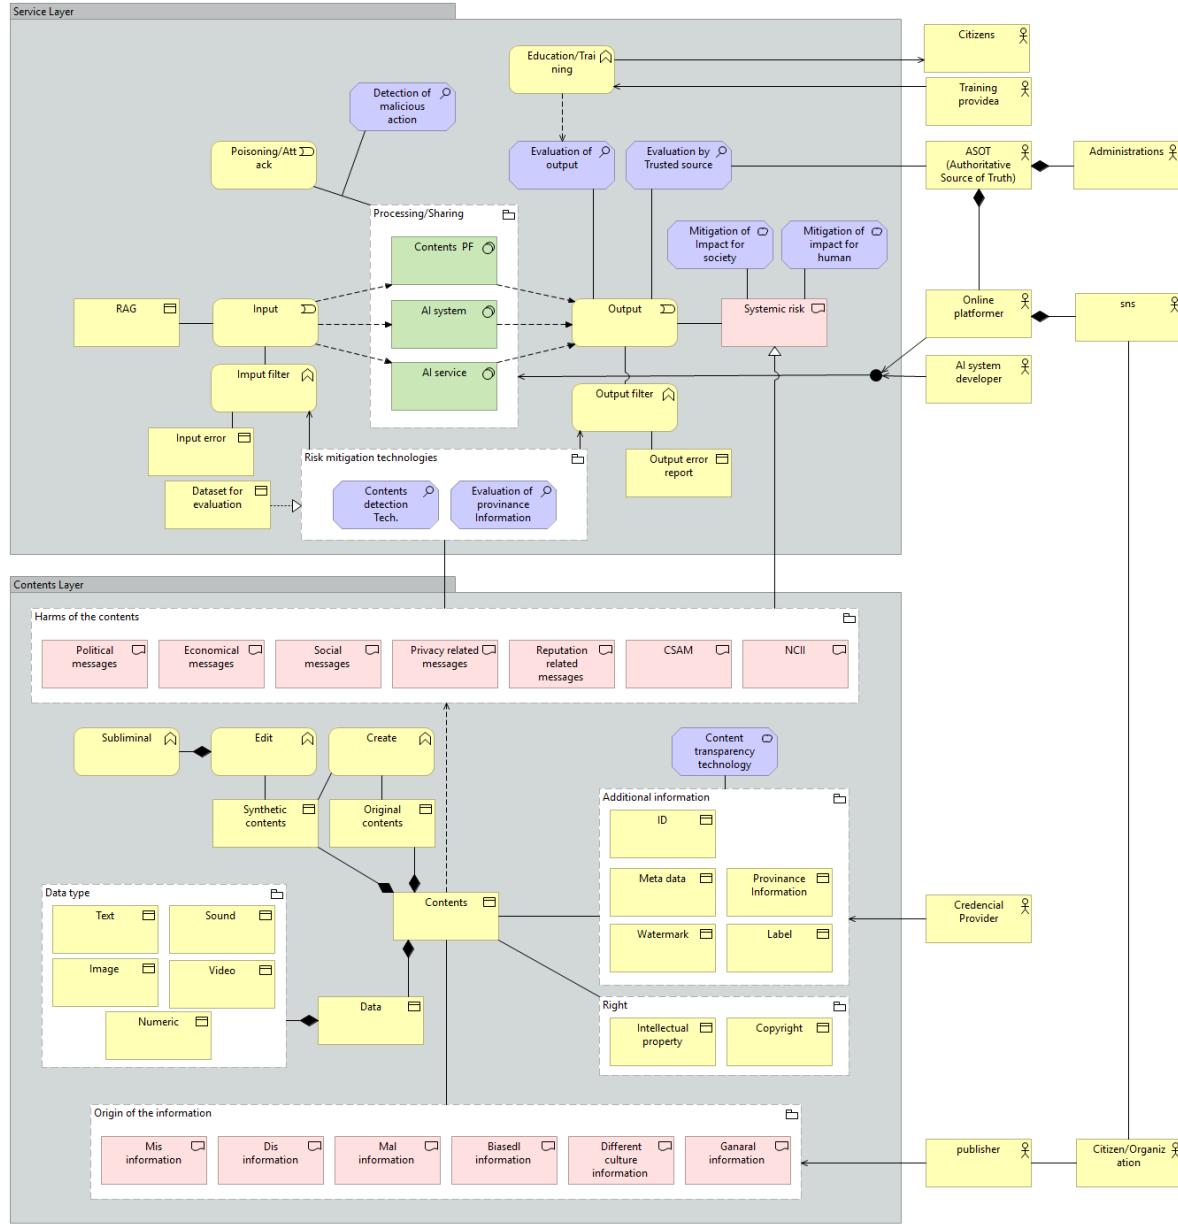 Service Layer
Education/Trai
ning
Citizens
Training
providea
Detection of
malicious
action
Poisoning/Att
ack
Evaluation of
output
Evaluation by
Trusted source
ASOT
(Authoritative
Source of Truth)
Administrations
Processing/Sharing
Contents PF
Mitigation of
Impact for
society
Mitigation of
impact for
human
RAG
Input
AI system
Output
Systemic risk
Online
platformer
sns
Imput filter
AI service
Output filter
AI system
developer
Input error
Risk mitigation technologies
Output error
report
Dataset for
evaluation
Contents
detection
Tech.
Evaluation of
provinance
Information
Contents Layer
Harms of the contents
Political
messages
Economical
messages
Social
messages
Privacy related
messages
Reputation
related
messages
CSAM
NCII
Subliminal
Edit
Create
Content
transparency
technology
Synthetic
contents
Original
contents
Additional information
ID
Meta data
Provinance
Information
Watermark
Label
Data type
Text
Sound
Image
Video
Numeric
Contents
Data
Credencial
Provider
Right
Intellectual
property
Copyright
Origin of the information
Mis
information
Dis
information
Mal
information
Biasedl
information
Different
culture
information
Ganaral
information
publisher
Citizen/Organiz
ation